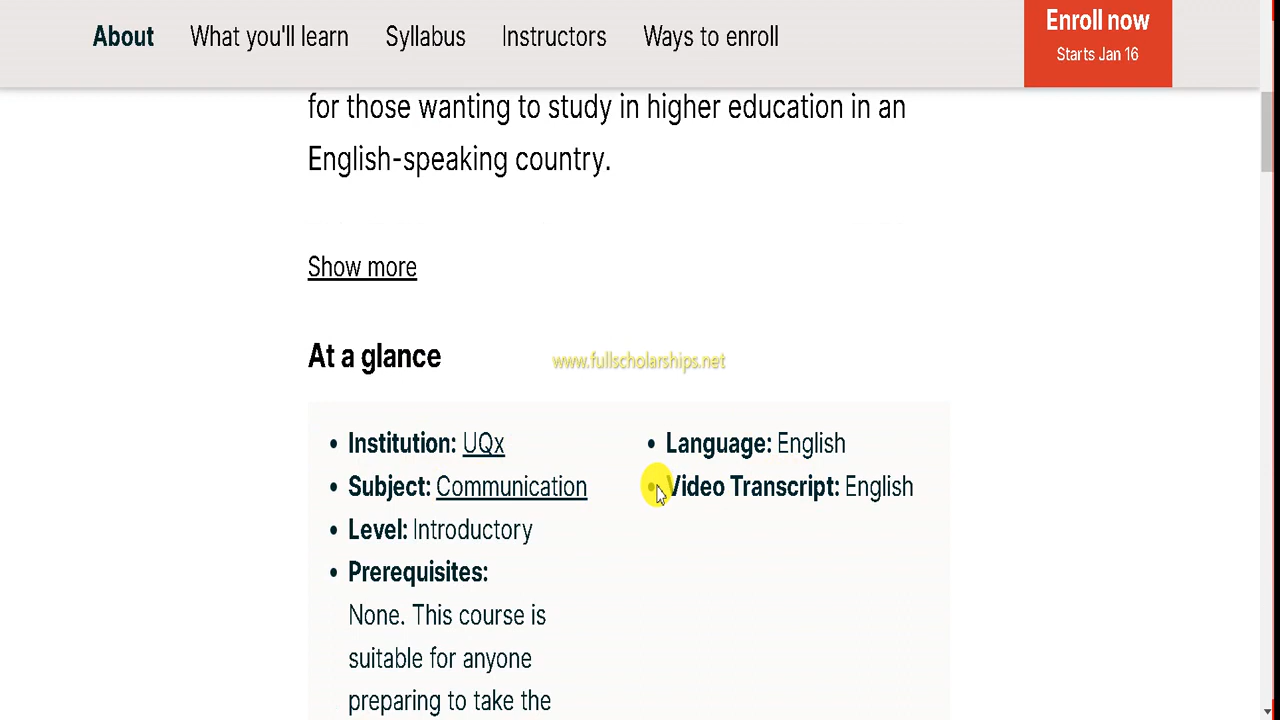 About What you'll learn Syllabus Instructors Ways to enroll
Enroll now
Starts Jan 16
for those wanting to study in higher education in an
English-speaking country.
Show more
At a glance
www.fullscholarships.net
• Institution: UQx
• Subject: Communication
• Level: Introductory
• Prerequisites:
None. This course is
suitable for anyone
preparing to take the
• Language: English
• Video Transcript: English